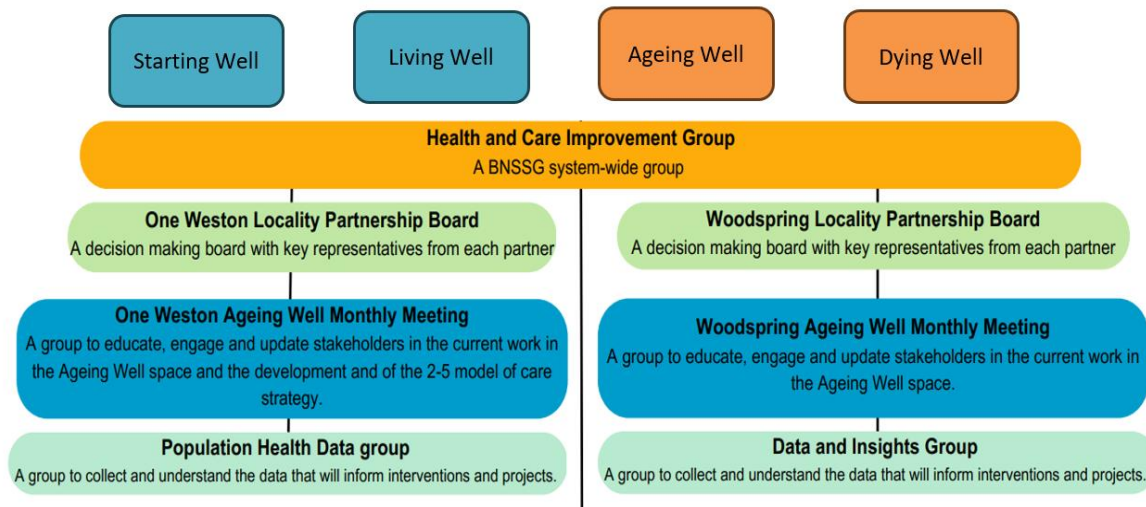 Starting Well
Living Well
Ageing Well
Dying Well
Health and Care Improvement Group
A BNSSG system-wide group
One Weston Locality Partnership Board
A decision making board with key representatives from each partner
Woodspring Locality Partnership Board
A decision making board with key representatives from each partner
One Weston Ageing Well Monthly Meeting
A group to educate, engage and update stakeholders in the current work in
the Ageing Well space and the development and of the 2-5 model of care
strategy.
Woodspring Ageing Well Monthly Meeting
A group to educate, engage and update stakeholders in the current work in
the Ageing Well space.
Population Health Data group
A group to collect and understand the data that will inform interventions and projects.
Data and Insights Group
A group to collect and understand the data that will inform interventions and projects.